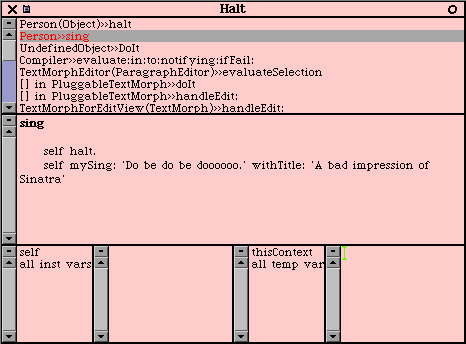 Halt
Person(Object)>>halt
Person>>sing
UndefinedObject>>DoIt
Compiler>>evaluate:in:to:notifying:ifFail:
TextMorphEditor(ParagraphEditor)>>evaluateSelection
[] in PluggableTextMorph>>doIt
[] in PluggableTextMorph>>handleEdit:
TextMorphForEditView(TextMorph)>>handleEdit:
sing
self halt.
self mySing: 'Do be do be doooooo.' withTitle: 'A bad impression of
Sinatra'
self
all inst vars
thisContext
all temp var